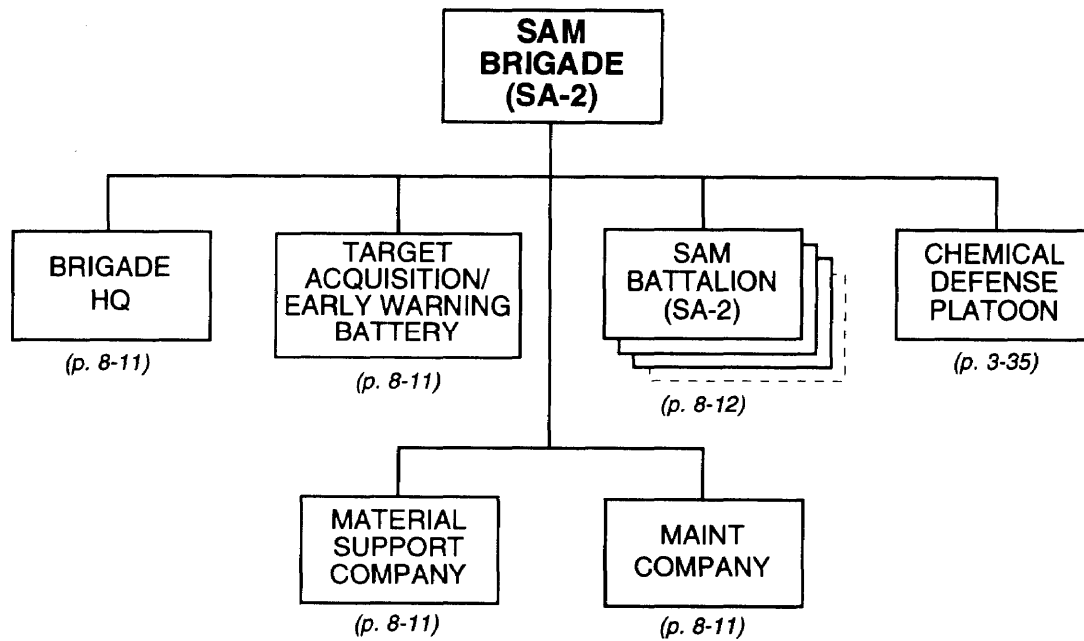 SAM
BRIGADE
(SA-2)
BRIGADE
HQ
(p. 8-11)
TARGET
ACQUISITION/
EARLY WARNING
BATTERY
(p. 8-11)
SAM
BATTALION
(SA-2)
(p. 8-12)
CHEMICAL
DEFENSE
PLATOON
(p. 3-35)
MATERIAL
SUPPORT
COMPANY
(p. 8-11)
MAINT
COMPANY
(p. 8-11)